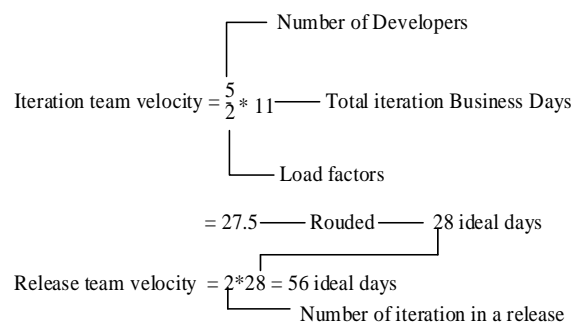 Number of Developers
Iteration team velocity = 5/2 * 11 Total iteration Business Days
Load factors
= 27.5 Rouded 28 ideal days
Release team velocity = 2*28 = 56 ideal days
Number of iteration in a release